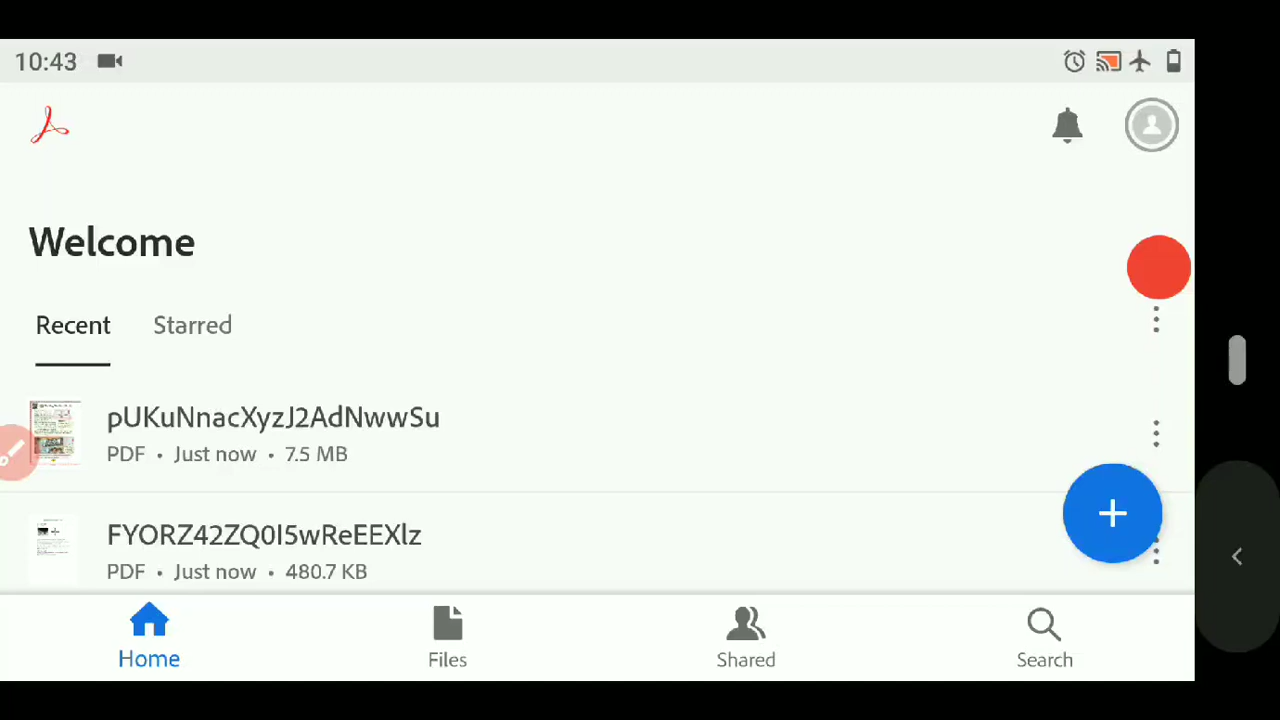 10:43
Welcome
Recent Starred
pUKuNnacXyzJ2AdNwwSu
PDF • Just now • 7.5 MB
FYORZ42ZQ0I5wReEEXlz
PDF • Just now • 480.7 KB
Home Files Shared Search